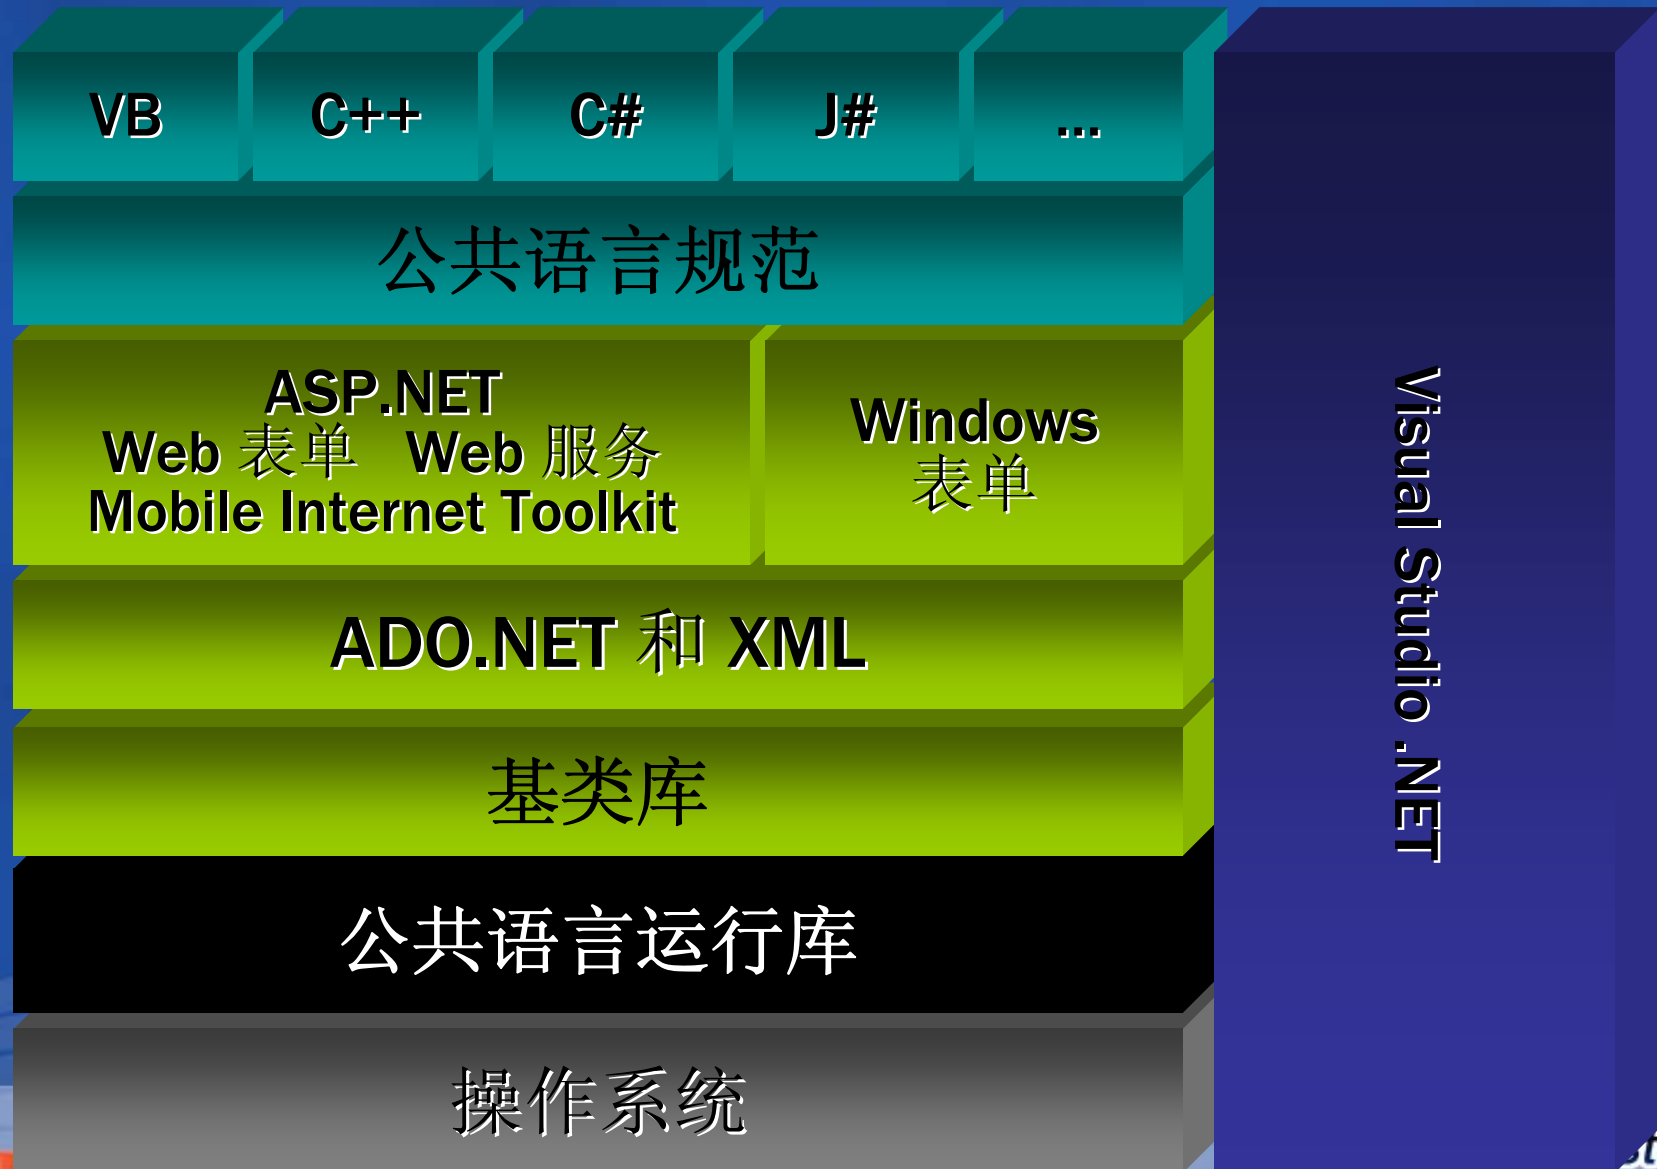 VB
C++
C#
J#
...
公共语言规范
ASP.NET
Web 表单 Web 服务
Mobile Internet Toolkit
Windows
表单
ADO.NET 和 XML
基类库
公共语言运行库
操作系统
Visual Studio .NET